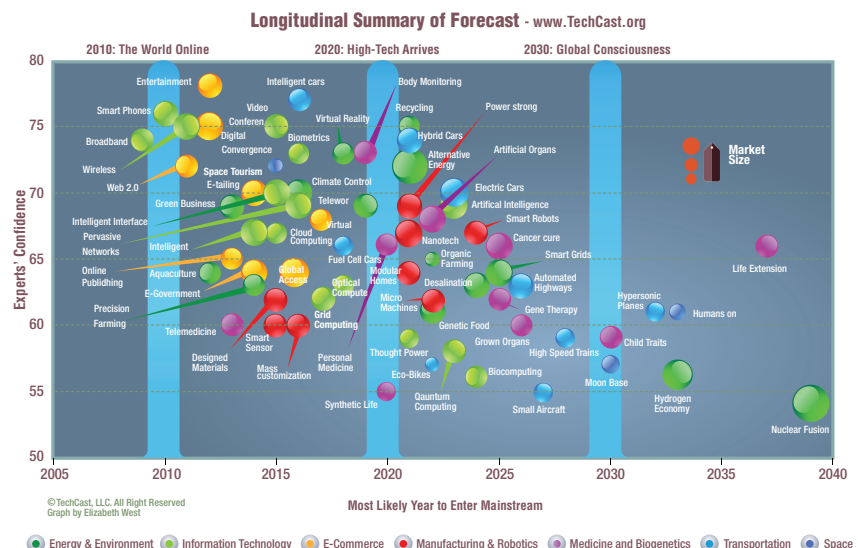 Longitudinal Summary of Forecast - www.TechCast.org
2010: The World Online
2020: High-Tech Arrives
2030: Global Consciousness
80
75
70
65
60
55
50
Experts' Confidence
Entertainment
Intelligent cars
Body Monitoring
Smart Phones
Video
Conferen
Virtual Reality
Recycling
Power strong
Broadband
Digital
Convergence
Biometrics
Hybrid Cars
Alternative
Energy
Artificial Organs
Market
Size
Wireless
Web 2.0
Space Tourism
E-tailing
Climate Control
Electric Cars
Green Business
Telewor
Artificial Intelligence
Intelligent Interface
Virtual
Smart Robots
Pervasive
Networks
Intelligent
Cloud
Computing
Nanotech
Cancer cure
Fuel Cell Cars
Organic
Farming
Smart Grids
Life Extension
Online
Publidhing
Aquaculture
Global
Access
Modular
Homes
Desalination
Automated
Highways
E-Government
Optical
Compute
Micro
Machines
Gene Therapy
Hypersonic
Planes
Humans on
Precision
Farming
Grid
Computing
Telemedicine
Smart
Sensor
Genetic Food
Grown Organs
Child Traits
Designed
Materials
Mass
customization
Personal
Medicine
Thought Power
High Speed Trains
Eco-Bikes
Biocomputing
Moon Base
Synthetic Life
Qauntum
Computing
Small Aircraft
Hydrogen
Economy
Nuclear Fusion
2005
2010
2015
2020
2025
2030
2035
2040
©TechCast, LLC. All Right Reserved
Graph by Elizabeth West
Most Likely Year to Enter Mainstream
Energy & Environment
Information Technology
E-Commerce
Manufacturing & Robotics
Medicine and Biogenetics
Transportation
Space